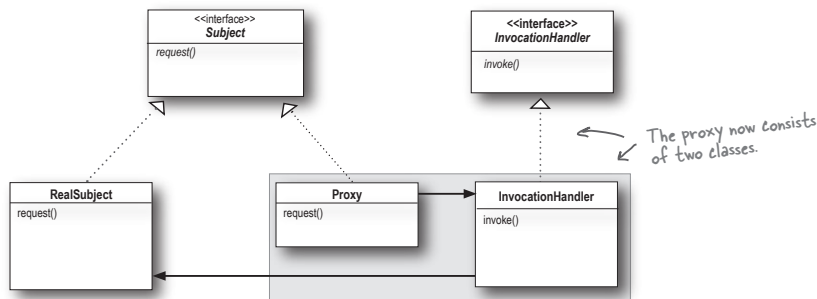 <<interface>>
Subject
request()
<<interface>>
InvocationHandler
invoke()
The proxy now consists
of two classes.
RealSubject
request()
Proxy
request()
InvocationHandler
invoke()